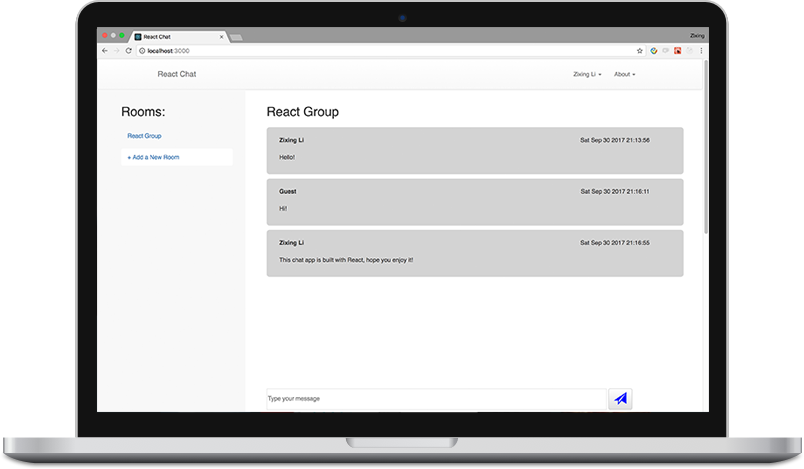 React Chat
Zixing
localhost:3000
React Chat
Zixing Li
About
Rooms:
React Group
+ Add a New Room
React Group
Zixing Li
Sat Sep 30 2017 21:13:56
Hello!
Guest
Sat Sep 30 2017 21:16:11
Hi!
Zixing Li
Sat Sep 30 2017 21:16:55
This chat app is built with React, hope you enjoy it!
Type your message